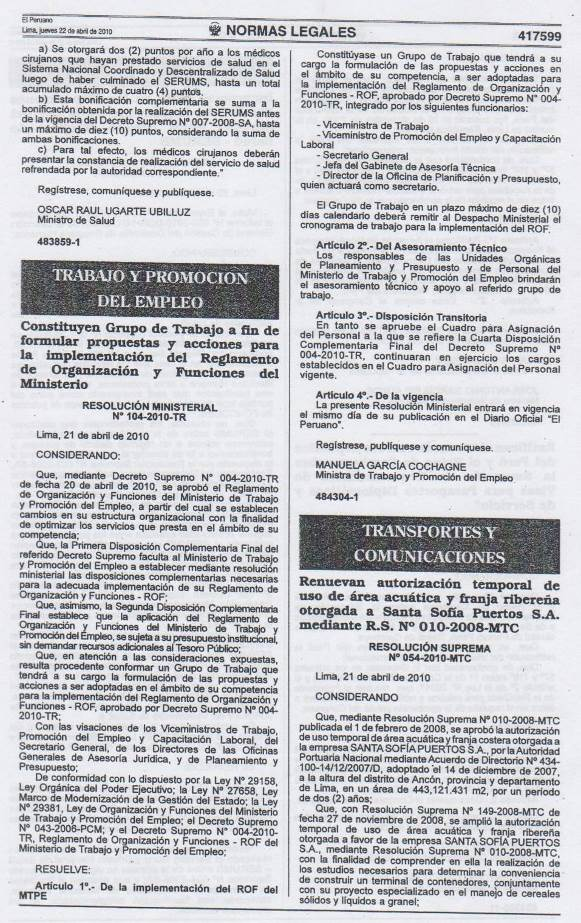 El Peruano
Lima, jueves 22 de abril de 2010
NORMAS LEGALES
417599
a) Se otorgará dos (2) puntos por año a los médicos
cirujanos que hayan prestado servicios de salud en el
Sistema Nacional Coordinado y Descentralizado de Salud
luego de haber culminado el SERUMS, hasta un total
acumulado máximo de cuatro (4) puntos.
b) Esta bonificación complementaria se suma a la
bonificación obtenida por la realización del SERUMS antes
de la vigencia del Decreto Supremo N° 007-2008-SA, hasta
un máximo de diez (10) puntos, considerando la suma de
ambas bonificaciones.
c) Para tal efecto, los médicos cirujanos deberán
presentar la constancia de realización del servicio de salud
refrendada por la autoridad correspondiente."
Regístrese, comuníquese y publíquese.
OSCAR RAUL UGARTE UBILLUZ
Ministro de Salud
483859-1
TRABAJO Y PROMOCION
DEL EMPLEO
Constituyen Grupo de Trabajo a fin de
formular propuestas y acciones para
la implementación del Reglamento
de Organización y Funciones del
Ministerio
RESOLUCIÓN MINISTERIAL
N° 104-2010-TR
Lima, 21 de abril de 2010
CONSIDERANDO:
Que, mediante Decreto Supremo N° 004-2010-TR
de fecha 20 de abril de 2010, se aprobó el Reglamento
de Organización y Funciones del Ministerio de Trabajo
y Promoción del Empleo, a partir del cual se establecen
cambios en su estructura organizacional con la finalidad
de optimizar los servicios que presta en el ámbito de su
competencia;
Que, la Primera Disposición Complementaria Final del
referido Decreto Supremo faculta al Ministerio de Trabajo
y Promoción del Empleo a establecer mediante resolución
ministerial las disposiciones complementarias necesarias
para la adecuada implementación de su Reglamento de
Organización y Funciones - ROF;
Que, asimismo, la Segunda Disposición Complementaria
Final establece que la aplicación del Reglamento de
Organización y Funciones del Ministerio de Trabajo y
Promoción del Empleo, se sujeta a su presupuesto institucional,
sin demandar recursos adicionales al Tesoro Público;
Que, en atención a las consideraciones expuestas,
resulta procedente conformar un Grupo de Trabajo que
tendrá a su cargo la formulación de las propuestas y
acciones a ser adoptadas en el ámbito de su competencia
para la implementación del Reglamento de Organización y
Funciones - ROF, aprobado por Decreto Supremo N° 004-
2010-TR;
Con las visaciones de los Viceministros de Trabajo,
Promoción del Empleo y Capacitación Laboral, del
Secretario General, de los Directores de las Oficinas
Generales de Asesoría Jurídica, y de Planeamiento y
Presupuesto;
De conformidad con lo dispuesto por la Ley N° 29158,
Ley Orgánica del Poder Ejecutivo; la Ley N° 27658, Ley
Marco de Modernización de la Gestión del Estado; la Ley
N° 29381, Ley de Organización y Funciones del Ministerio
de Trabajo y Promoción del Empleo; el Decreto Supremo
N° 043-2006-PCM; y el Decreto Supremo N° 004-2010-
TR, Reglamento de Organización y Funciones - ROF del
Ministerio de Trabajo y Promoción del Empleo;
RESUELVE:
Artículo 1º.- De la implementación del ROF del
MTPE
Constitúyase un Grupo de Trabajo que tendrá a su
cargo la formulación de las propuestas y acciones en
el ámbito de su competencia, a ser adoptadas para
la implementación del Reglamento de Organización y
Funciones - ROF, aprobado por Decreto Supremo N° 004-
2010-TR, integrado por los siguientes funcionarios:
- Viceministra de Trabajo
- Viceministro de Promoción del Empleo y Capacitación
Laboral
- Secretario General
- Jefa del Gabinete de Asesoría Técnica
- Director de la Oficina de Planificación y Presupuesto,
quien actuará como secretario.
El Grupo de Trabajo en un plazo máximo de diez (10)
días calendario deberá remitir al Despacho Ministerial el
cronograma de trabajo para la implementación del ROF.
Artículo 2º.- Del Asesoramiento Técnico
Los responsables de las Unidades Orgánicas
de Planeamiento y Presupuesto y de Personal del
Ministerio de Trabajo y Promoción del Empleo brindarán
el asesoramiento técnico y apoyo al referido grupo de
trabajo.
Artículo 3º.- Disposición Transitoria
En tanto se apruebe el Cuadro para Asignación
del Personal a la que se refiere la Cuarta Disposición
Complementaria Final del Decreto Supremo N°
004-2010-TR, continuaran en ejercicio los cargos
establecidos en el Cuadro para Asignación del Personal
vigente.
Artículo 4º.- De la vigencia
La presente Resolución Ministerial entrará en vigencia
el mismo día de su publicación en el Diario Oficial "El
Peruano".
Regístrese, publíquese y comuníquese.
MANUELA GARCÍA COCHAGNE
Ministra de Trabajo y Promoción del Empleo
484304-1
TRANSPORTES Y
COMUNICACIONES
Renuevan autorización temporal de
uso de área acuática y franja ribereña
otorgada a Santa Sofía Puertos S.A.
mediante R.S. Nº 010-2008-MTC
RESOLUCIÓN SUPREMA
Nº 054-2010-MTC
Lima, 21 de abril de 2010
CONSIDERANDO
Que, mediante Resolución Suprema Nº 010-2008-MTC
publicada el 1 de febrero de 2008, se aprobó la autorización
de uso temporal de área acuática y franja costera otorgada a
la empresa SANTA SOFÍA PUERTOS S.A., por la Autoridad
Portuaria Nacional mediante Acuerdo de Directorio Nº 434-
100-14/12/2007/D, adoptado el 14 de diciembre de 2007,
a la altura del distrito de Ancón, provincia y departamento
de Lima, en un área de 443,121.431 m2, por un período
de dos (2) años;
Que, con Resolución Suprema Nº 149-2008-MTC de
fecha 27 de noviembre de 2008, se amplió la autorización
temporal de uso de área acuática y franja ribereña
otorgada a favor de la empresa SANTA SOFÍA PUERTOS
S.A., mediante Resolución Suprema Nº 010-2008-MTC,
con la finalidad de comprender en ella la realización de
los estudios necesarios para determinar la conveniencia
de construir un terminal de contenedores, conjuntamente
con su proyecto especializado en el manejo de cereales
sólidos y líquidos a granel;